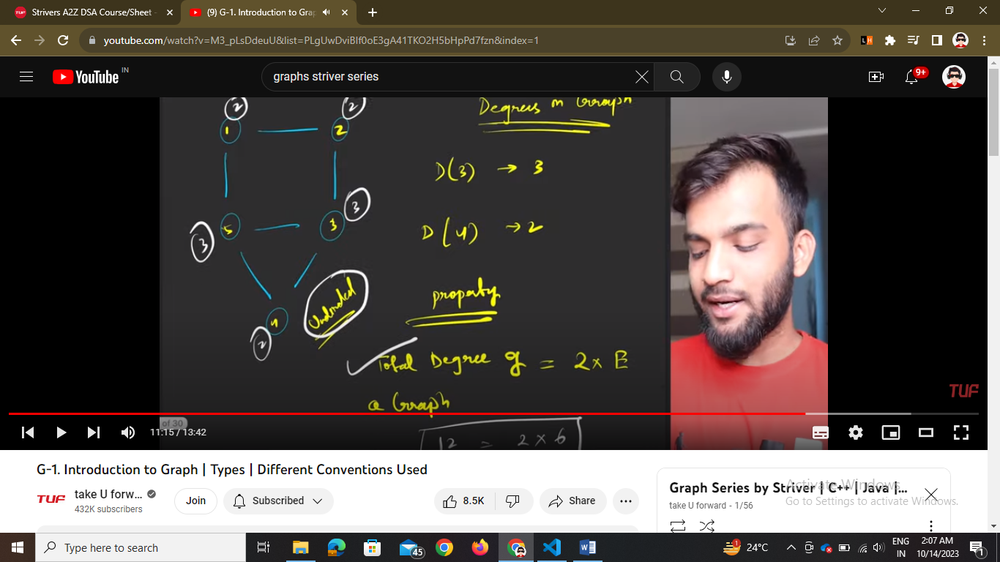 TUF Strivers A2Z DSA Course/Sheet -
(9) G-1. Introduction to Grap
youtube.com/watch?v=M3_pLsDdeuU&list=PLgUwDviBIf0oE3gA41TKO2H5bHpPd7fzn&index=1
LH
YouTube IN
graphs striver series
9+
2 2
1 2
Degrees in Graph
D(3) → 3
3
5 3
3
D(4) → 2
Undirected
property
4
2
Total Degree of = 2 x E
a Graph
TUF
of 30
12 = 2 x 6
11:15 / 13:42
G-1. Introduction to Graph | Types | Different Conventions Used
TUF take U forw...
432K subscribers
Join
Subscribed
8.5K
Share
Graph Series by Striver | C++ | Java |...
take U forward - 1/56
Activate Windows
Go to Settings to activate Windows.
Type here to search
45
1
24°C
ENG
IN
2:07 AM
10/14/2023
1